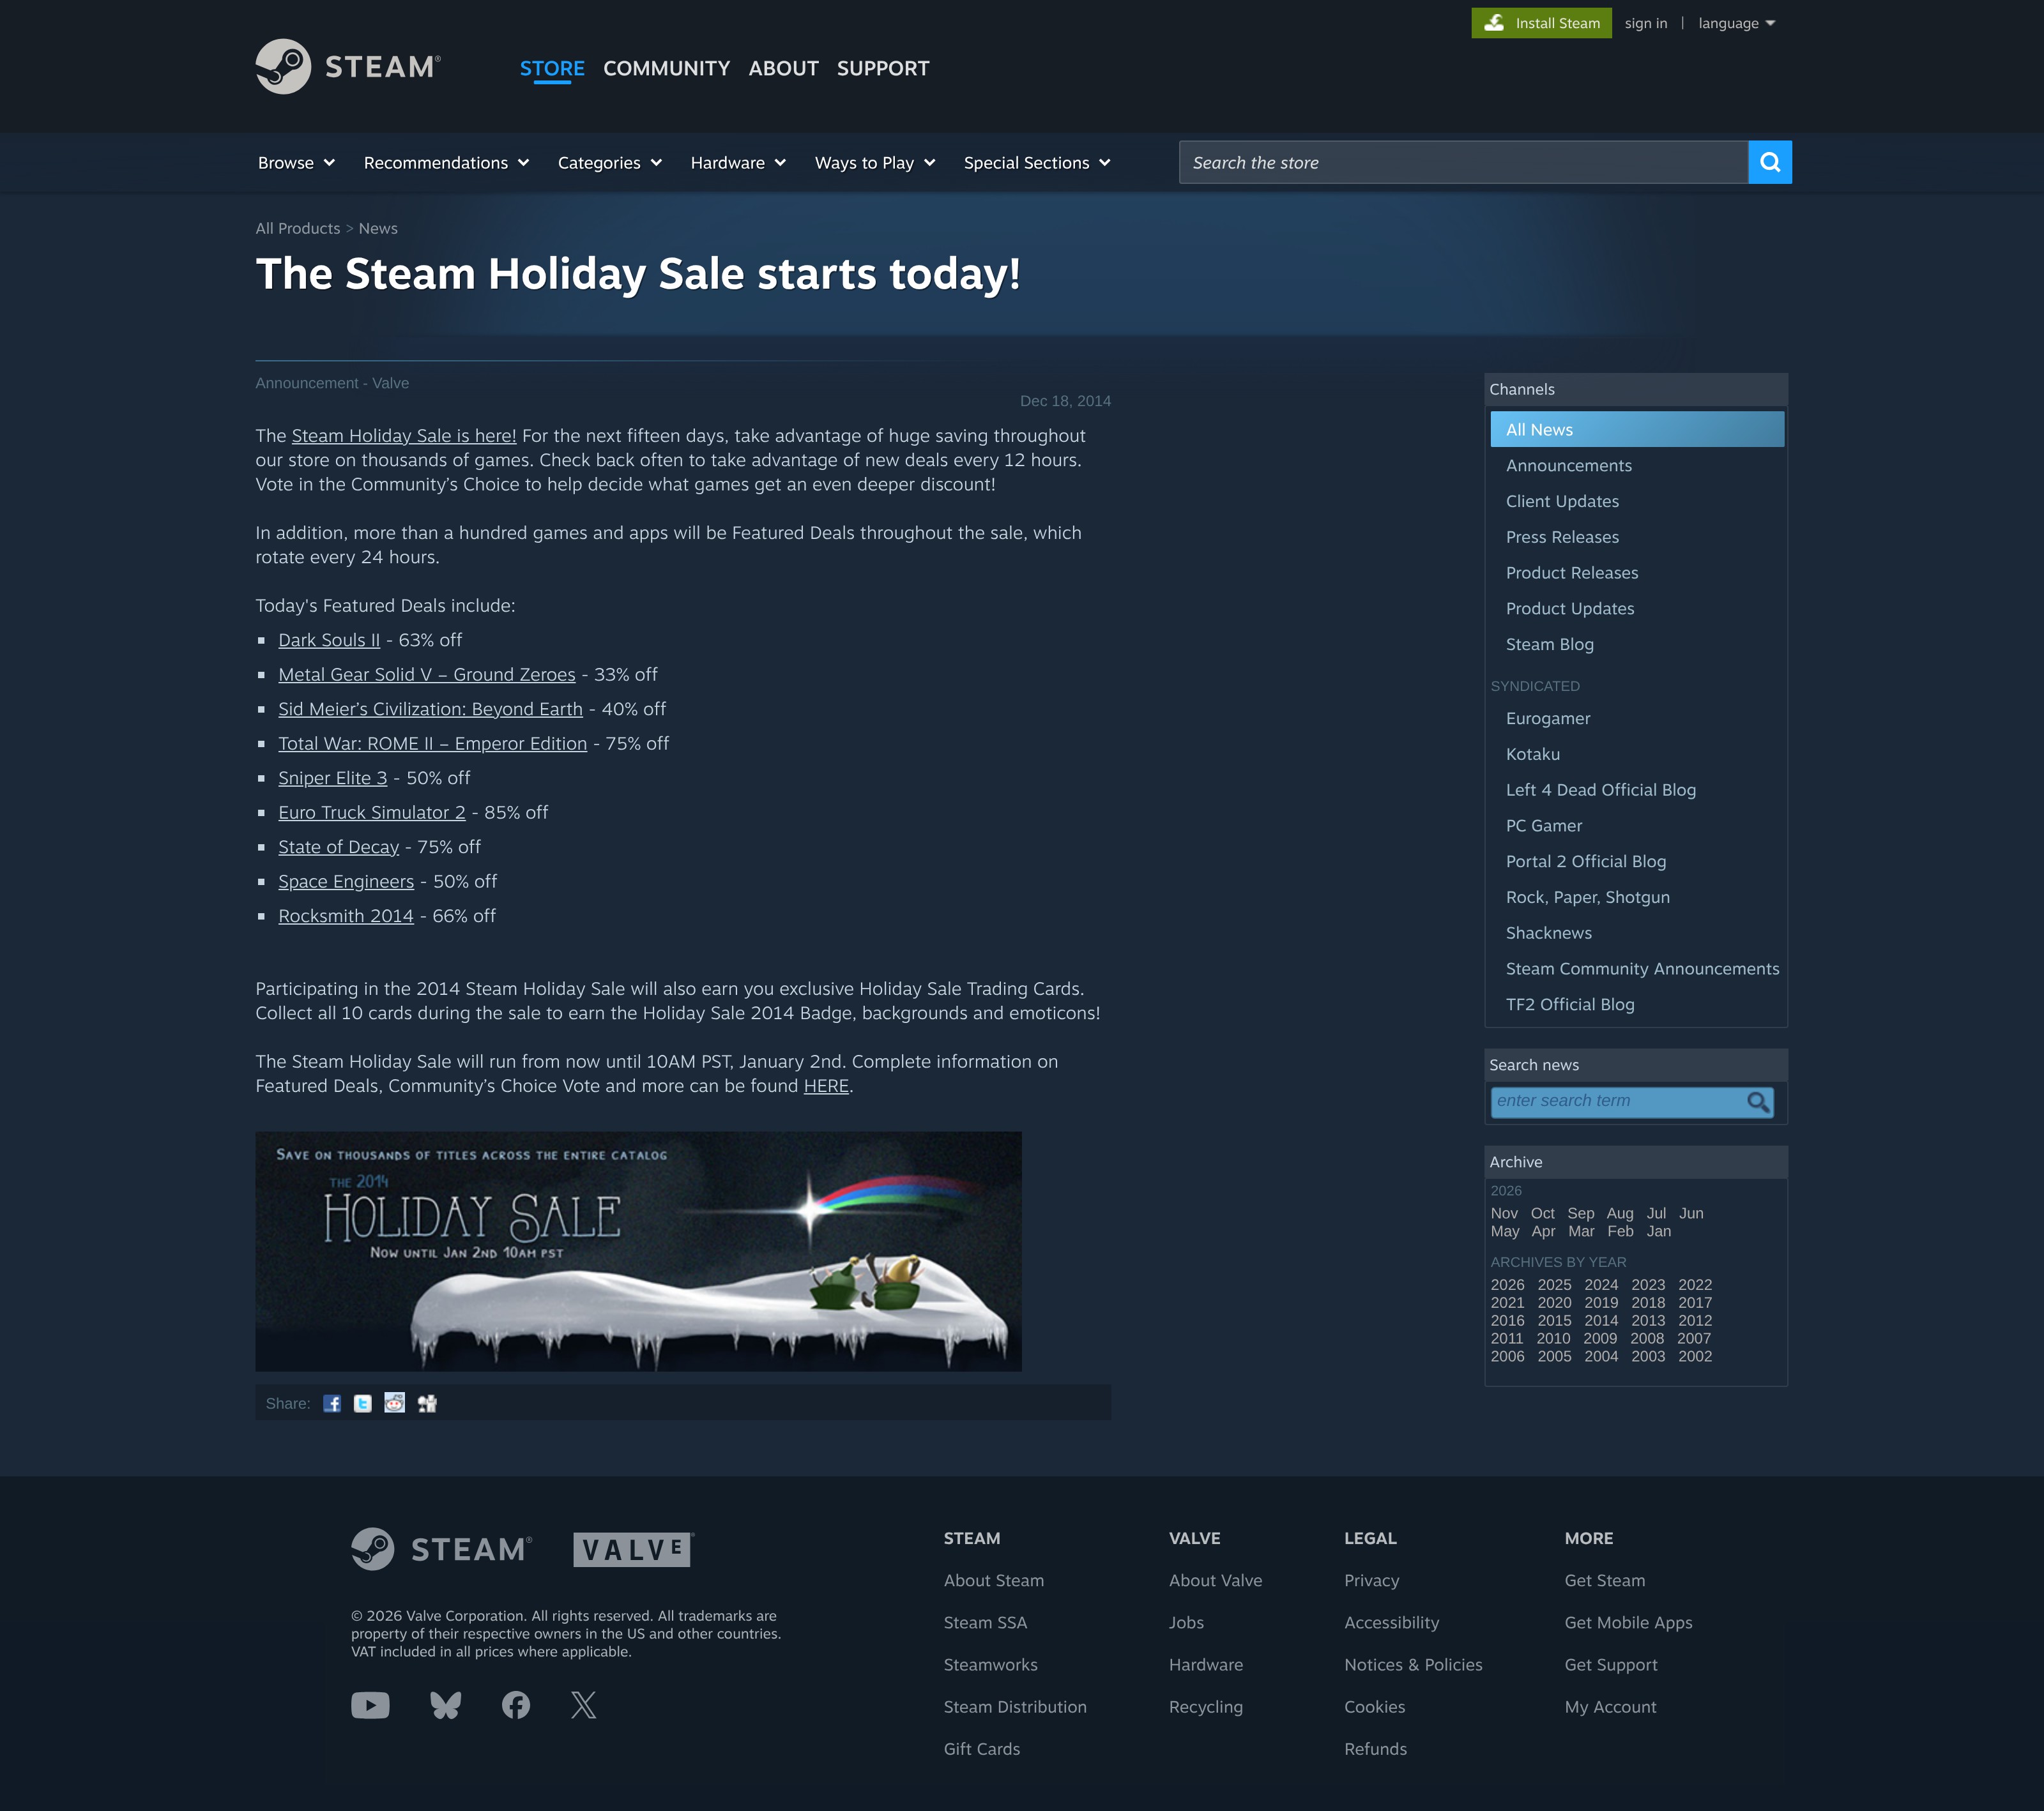 Install Steam
sign in | language
STEAM®
STORE COMMUNITY ABOUT SUPPORT
Browse Recommendations Categories Hardware Ways to Play Special Sections
Search the store
All Products > News
The Steam Holiday Sale starts today!
Announcement - Valve
Dec 18, 2014
The Steam Holiday Sale is here! For the next fifteen days, take advantage of huge saving throughout
our store on thousands of games. Check back often to take advantage of new deals every 12 hours.
Vote in the Community’s Choice to help decide what games get an even deeper discount!
In addition, more than a hundred games and apps will be Featured Deals throughout the sale, which
rotate every 24 hours.
Today's Featured Deals include:
Dark Souls II - 63% off
Metal Gear Solid V – Ground Zeroes - 33% off
Sid Meier’s Civilization: Beyond Earth - 40% off
Total War: ROME II – Emperor Edition - 75% off
Sniper Elite 3 - 50% off
Euro Truck Simulator 2 - 85% off
State of Decay - 75% off
Space Engineers - 50% off
Rocksmith 2014 - 66% off
Participating in the 2014 Steam Holiday Sale will also earn you exclusive Holiday Sale Trading Cards.
Collect all 10 cards during the sale to earn the Holiday Sale 2014 Badge, backgrounds and emoticons!
The Steam Holiday Sale will run from now until 10AM PST, January 2nd. Complete information on
Featured Deals, Community’s Choice Vote and more can be found HERE.
SAVE ON THOUSANDS OF TITLES ACROSS THE ENTIRE CATALOG
THE 2014
HOLIDAY SALE
NOW UNTIL JAN 2ND 10AM PST
Share:
Channels
All News
Announcements
Client Updates
Press Releases
Product Releases
Product Updates
Steam Blog
SYNDICATED
Eurogamer
Kotaku
Left 4 Dead Official Blog
PC Gamer
Portal 2 Official Blog
Rock, Paper, Shotgun
Shacknews
Steam Community Announcements
TF2 Official Blog
Search news
enter search term
Archive
2026
Nov Oct Sep Aug Jul Jun
May Apr Mar Feb Jan
ARCHIVES BY YEAR
2026 2025 2024 2023 2022
2021 2020 2019 2018 2017
2016 2015 2014 2013 2012
2011 2010 2009 2008 2007
2006 2005 2004 2003 2002
STEAM®
VALVE®
© 2026 Valve Corporation. All rights reserved. All trademarks are
property of their respective owners in the US and other countries.
VAT included in all prices where applicable.
STEAM
About Steam
Steam SSA
Steamworks
Steam Distribution
Gift Cards
VALVE
About Valve
Jobs
Hardware
Recycling
LEGAL
Privacy
Accessibility
Notices & Policies
Cookies
Refunds
MORE
Get Steam
Get Mobile Apps
Get Support
My Account